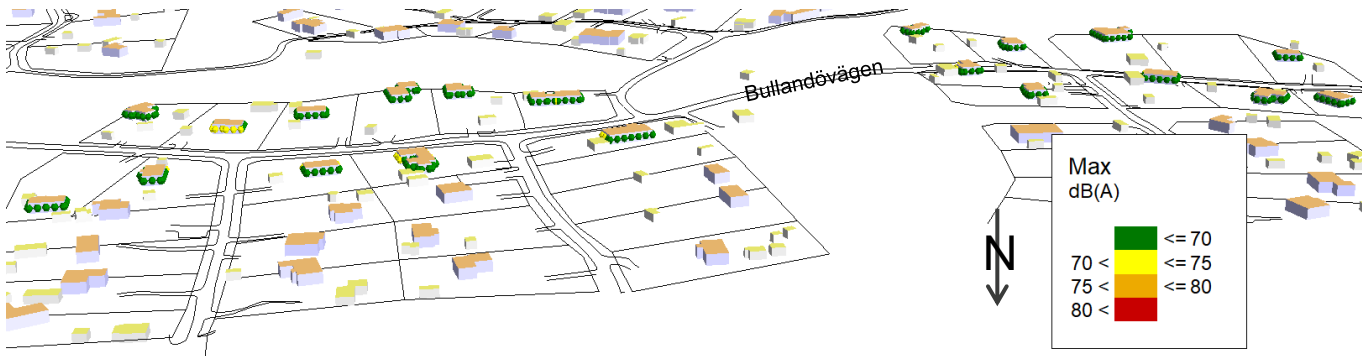 Bullandövägen
Max
dB(A)
<= 70
70 < <= 75
75 < <= 80
80 <
N